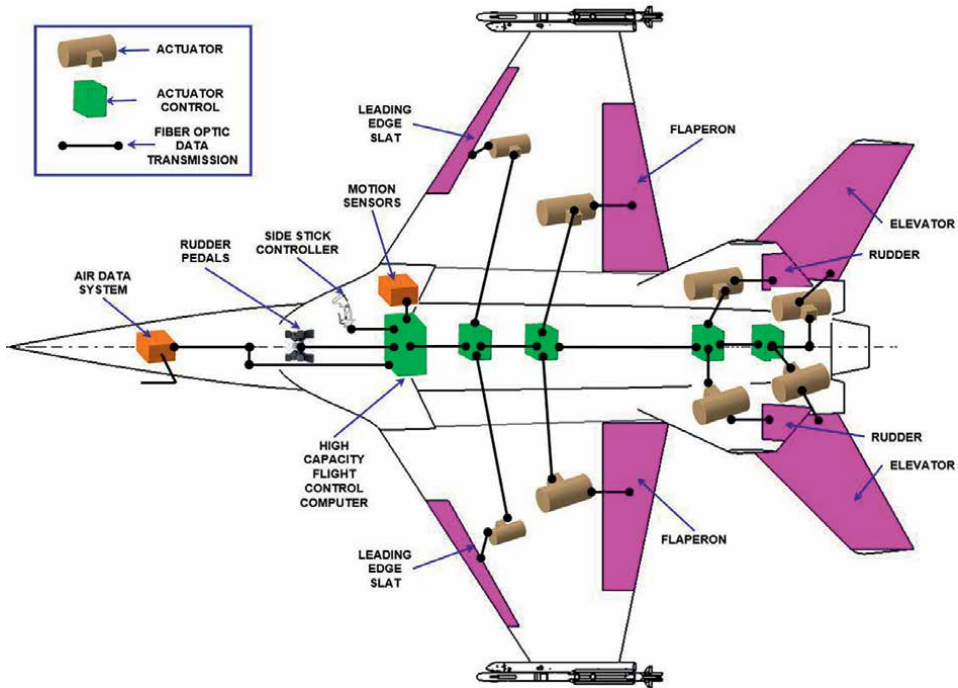 ACTUATOR
ACTUATOR
CONTROL
FIBER OPTIC
DATA
TRANSMISSION
LEADING
EDGE
SLAT
FLAPERON
MOTION
SENSORS
SIDE STICK
CONTROLLER
RUDDER
PEDALS
AIR DATA
SYSTEM
ELEVATOR
RUDDER
HIGH
CAPACITY
FLIGHT
CONTROL
COMPUTER
RUDDER
ELEVATOR
FLAPERON
LEADING
EDGE
SLAT